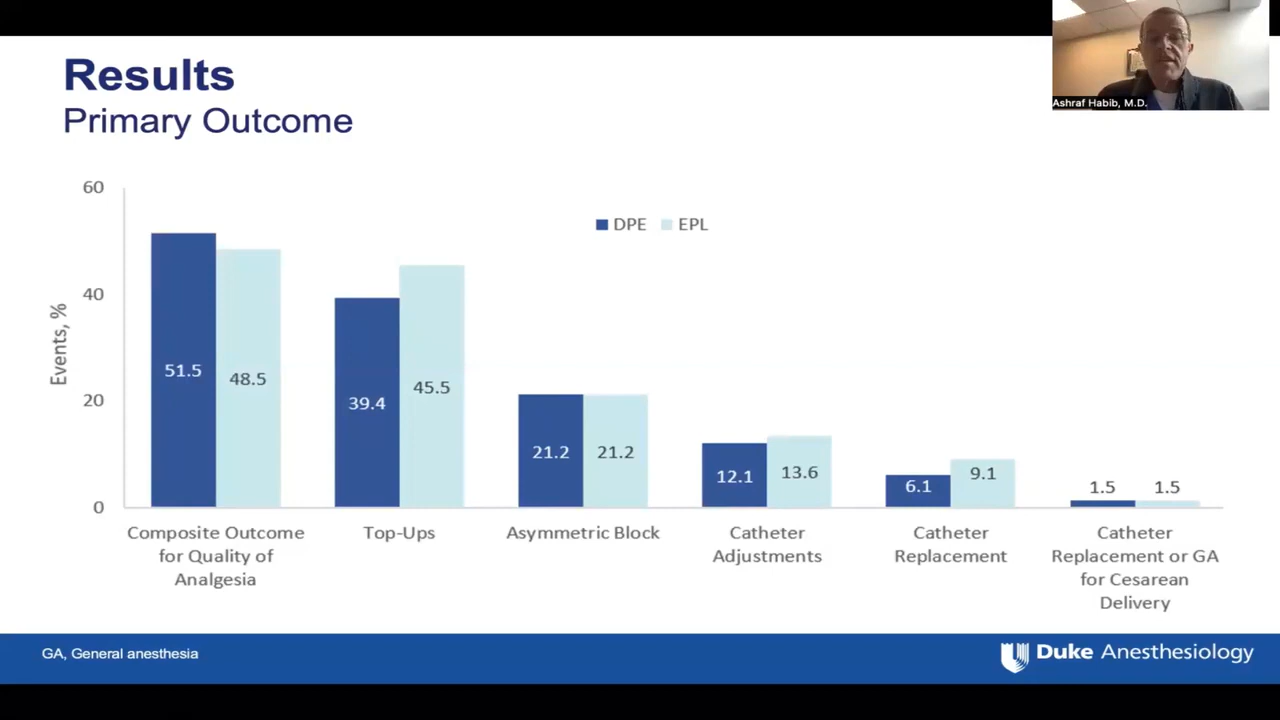 Results
Primary Outcome
Ashraf Habib, M.D.
DPE EPL
Events, %
60
40
20
0
51.5
48.5
39.4
45.5
21.2
21.2
12.1
13.6
6.1
9.1
1.5
1.5
Composite Outcome
for Quality of
Analgesia
Top-Ups
Asymmetric Block
Catheter
Adjustments
Catheter
Replacement
Catheter
Replacement or GA
for Cesarean
Delivery
GA, General anesthesia
Duke Anesthesiology